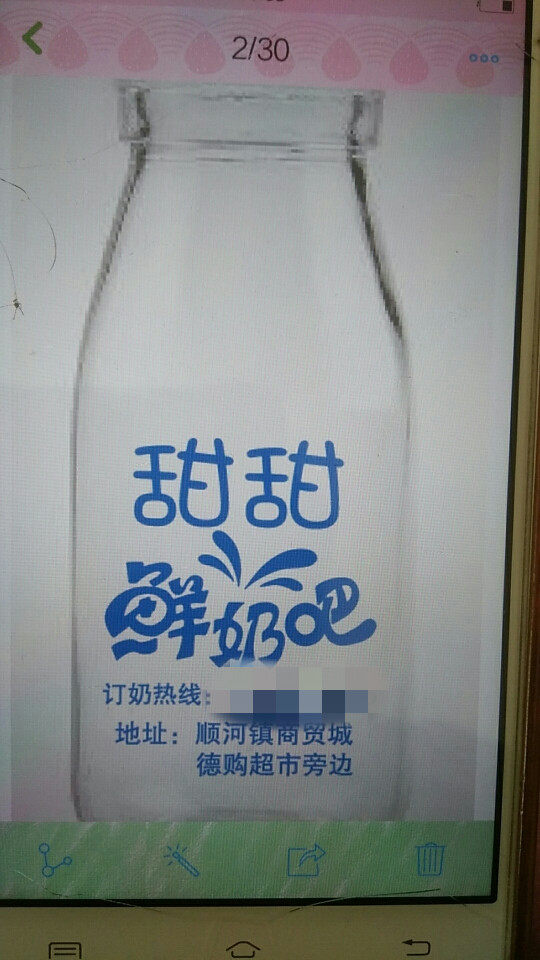 2/30
甜甜
鲜奶吧
订奶热线:
地址：顺河镇商贸城
德购超市旁边